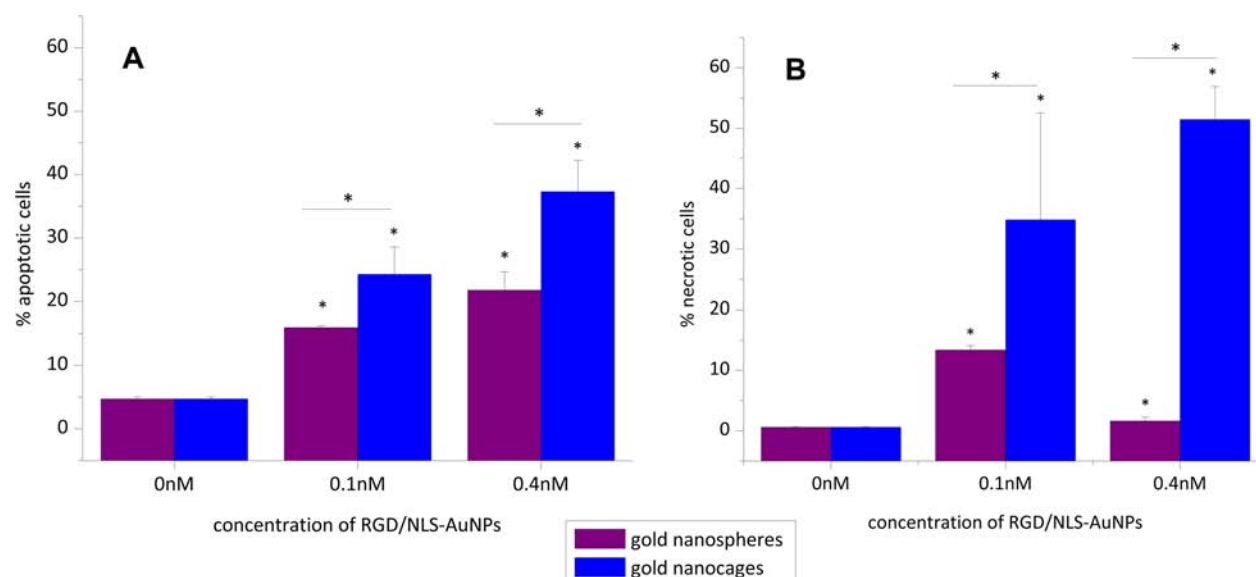 A
60
50
40
30
20
10
0
% apoptotic cells
* * * * * *
0nM 0.1nM 0.4nM
concentration of RGD/NLS-AuNPs
B
60
50
40
30
20
10
0
% necrotic cells
* * * * * *
0nM 0.1nM 0.4nM
concentration of RGD/NLS-AuNPs
gold nanospheres
gold nanocages